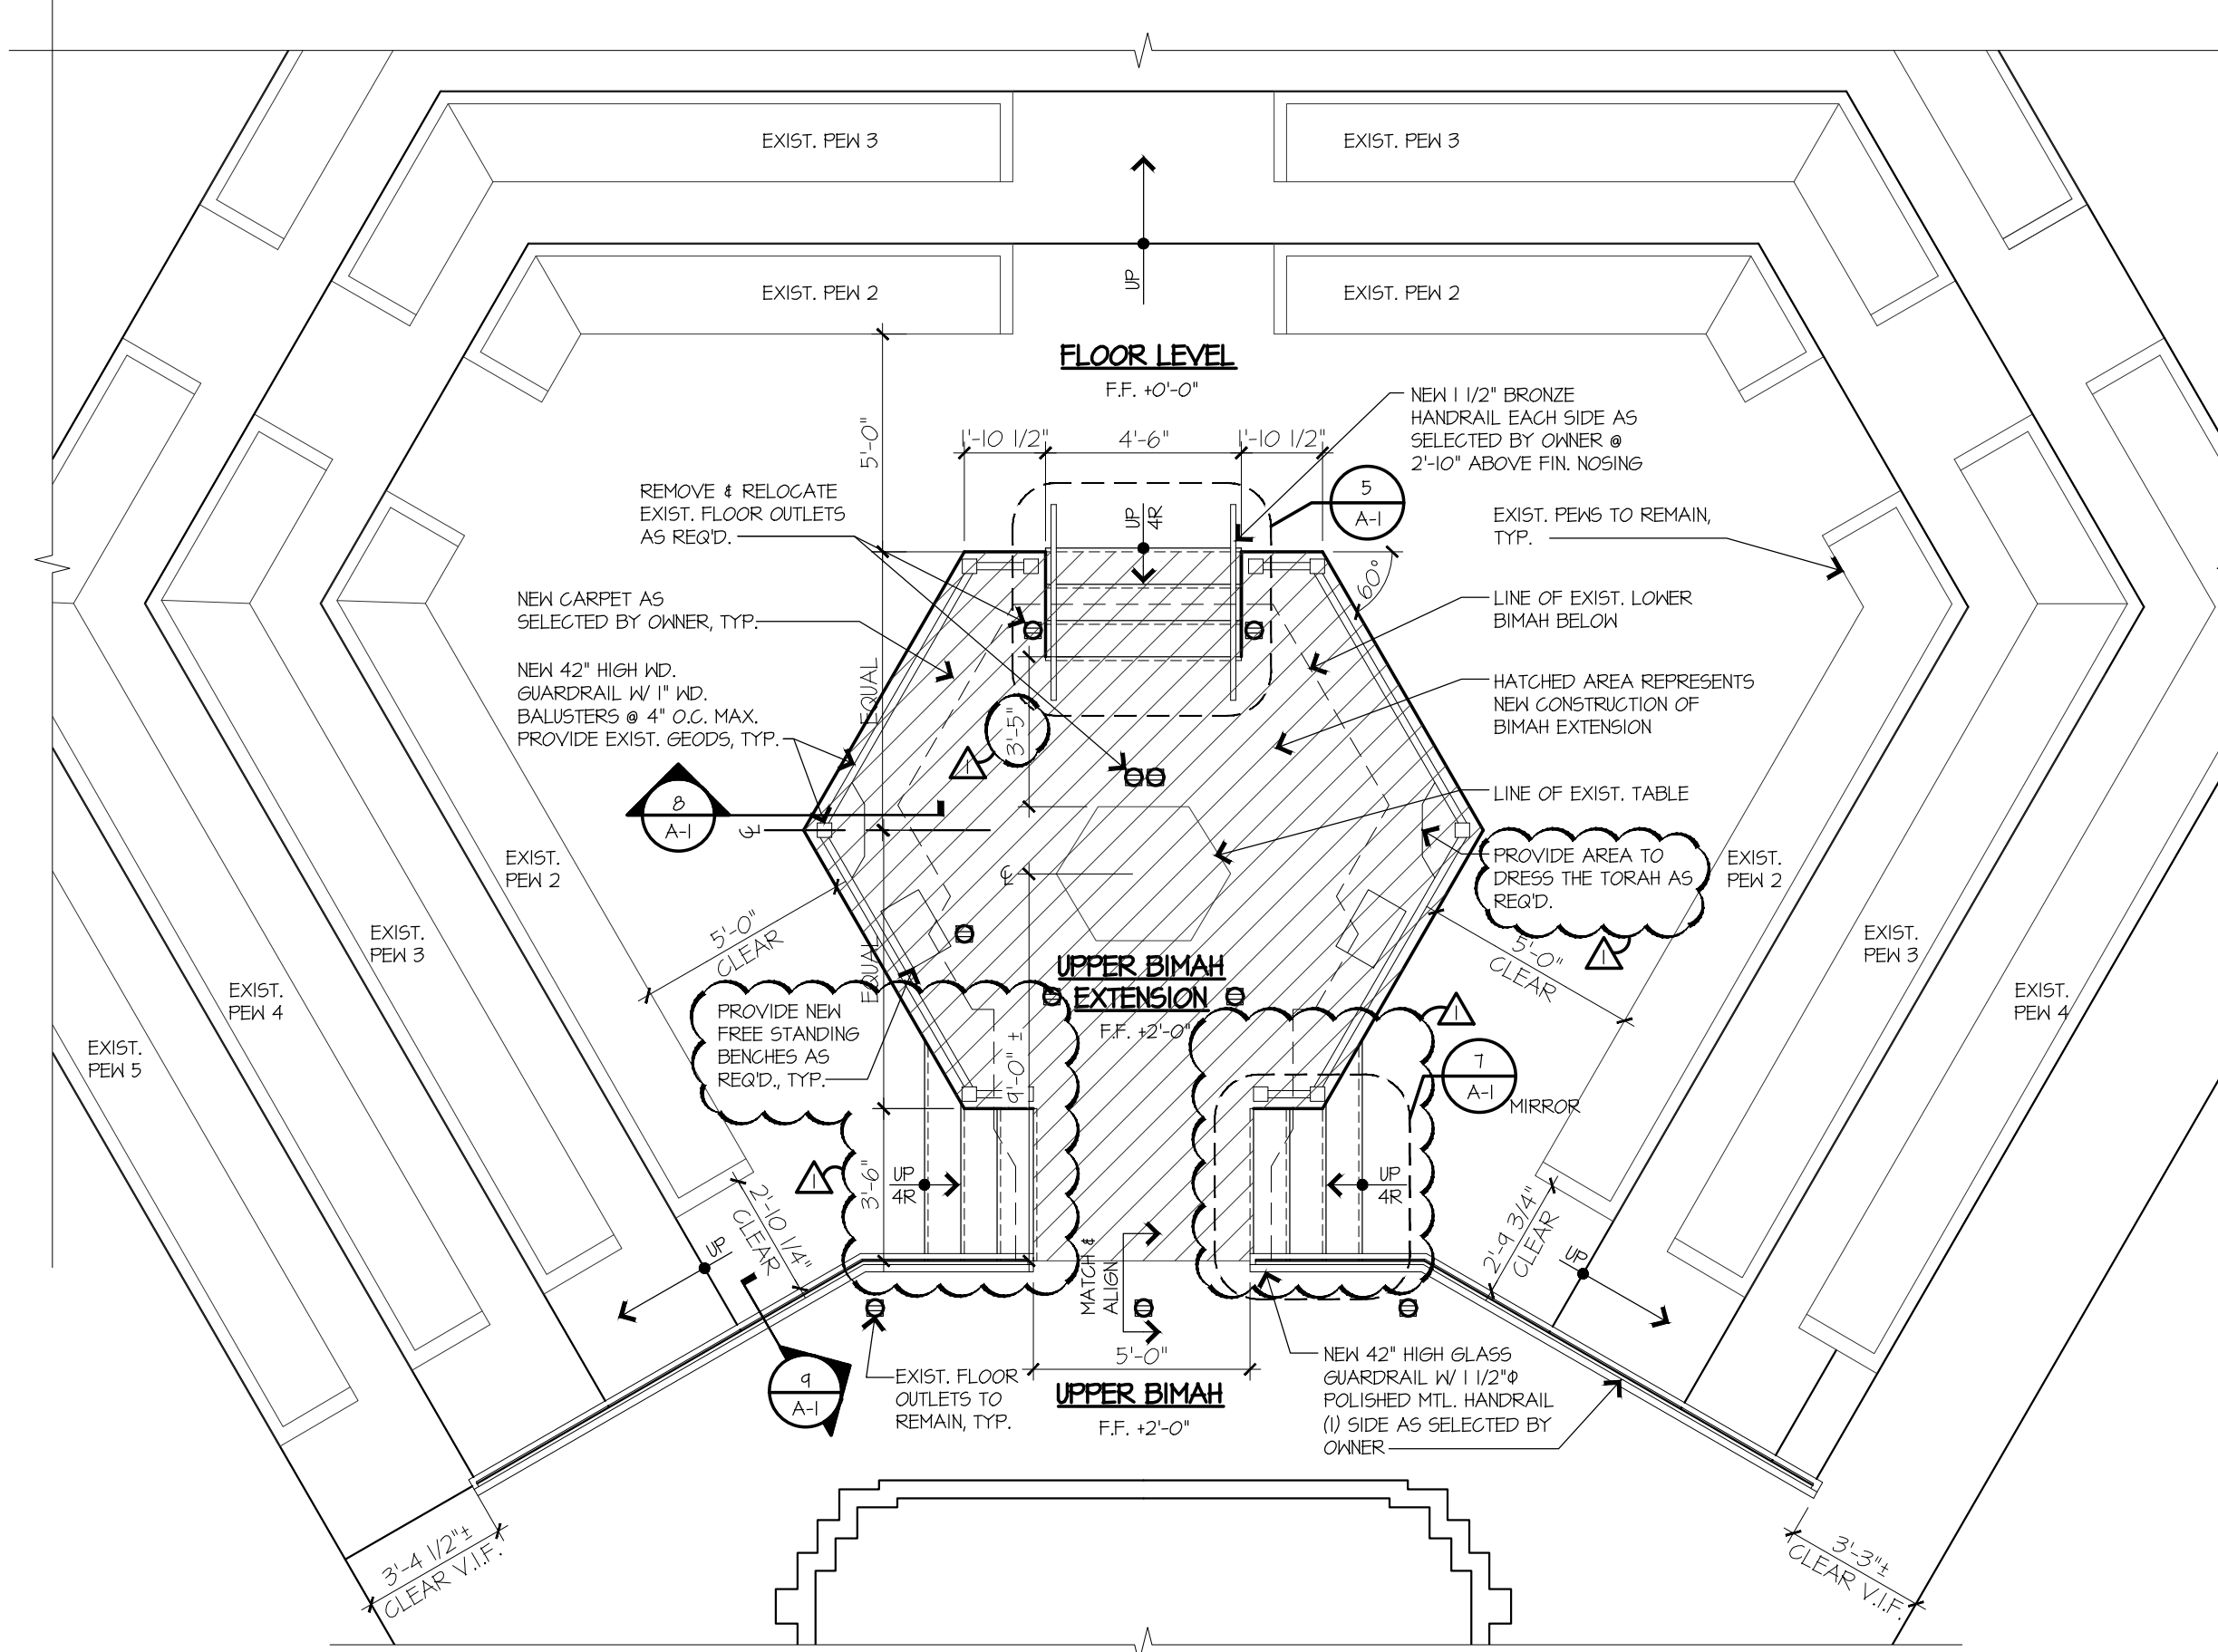 EXIST. PEW 3
EXIST. PEW 3
EXIST. PEW 2
EXIST. PEW 2
UP
FLOOR LEVEL
F.F. +0'-0"
5'-0"
1'-10 1/2"
4'-6"
1'-10 1/2"
NEW 1 1/2" BRONZE
HANDRAIL EACH SIDE AS
SELECTED BY OWNER @
2'-10" ABOVE FIN. NOSING
5
A-1
REMOVE & RELOCATE
EXIST. FLOOR OUTLETS
AS REQ'D.
UP
4R
EXIST. PEWS TO REMAIN,
TYP.
60°
NEW CARPET AS
SELECTED BY OWNER, TYP.
LINE OF EXIST. LOWER
BIMAH BELOW
NEW 42" HIGH WD.
GUARDRAIL W/ 1" WD.
BALUSTERS @ 4" O.C. MAX.
PROVIDE EXIST. GEODS, TYP.
EQUAL
HATCHED AREA REPRESENTS
NEW CONSTRUCTION OF
BIMAH EXTENSION
3'-5"
1
LINE OF EXIST. TABLE
8
A-1
℄
℄
PROVIDE AREA TO
DRESS THE TORAH AS
REQ'D.
1
EXIST.
PEW 2
EXIST.
PEW 2
EXIST.
PEW 3
EXIST.
PEW 3
EXIST.
PEW 4
EXIST.
PEW 4
EXIST.
PEW 5
5'-0"
CLEAR
5'-0"
CLEAR
EQUAL
UPPER BIMAH
EXTENSION
F.F. +2'-0"
9'-0" ±
PROVIDE NEW
FREE STANDING
BENCHES AS
REQ'D., TYP.
1
7
A-1
MIRROR
1
3'-6"
UP
4R
UP
4R
2'-10 1/4"
CLEAR
2'-9 3/4"
CLEAR
UP
UP
MATCH &
ALIGN
5'-0"
UPPER BIMAH
F.F. +2'-0"
9
A-1
EXIST. FLOOR
OUTLETS TO
REMAIN, TYP.
NEW 42" HIGH GLASS
GUARDRAIL W/ 1 1/2"Φ
POLISHED MTL. HANDRAIL
(1) SIDE AS SELECTED BY
OWNER
3'-4 1/2"±
CLEAR V.I.F.
3'-3"±
CLEAR V.I.F.